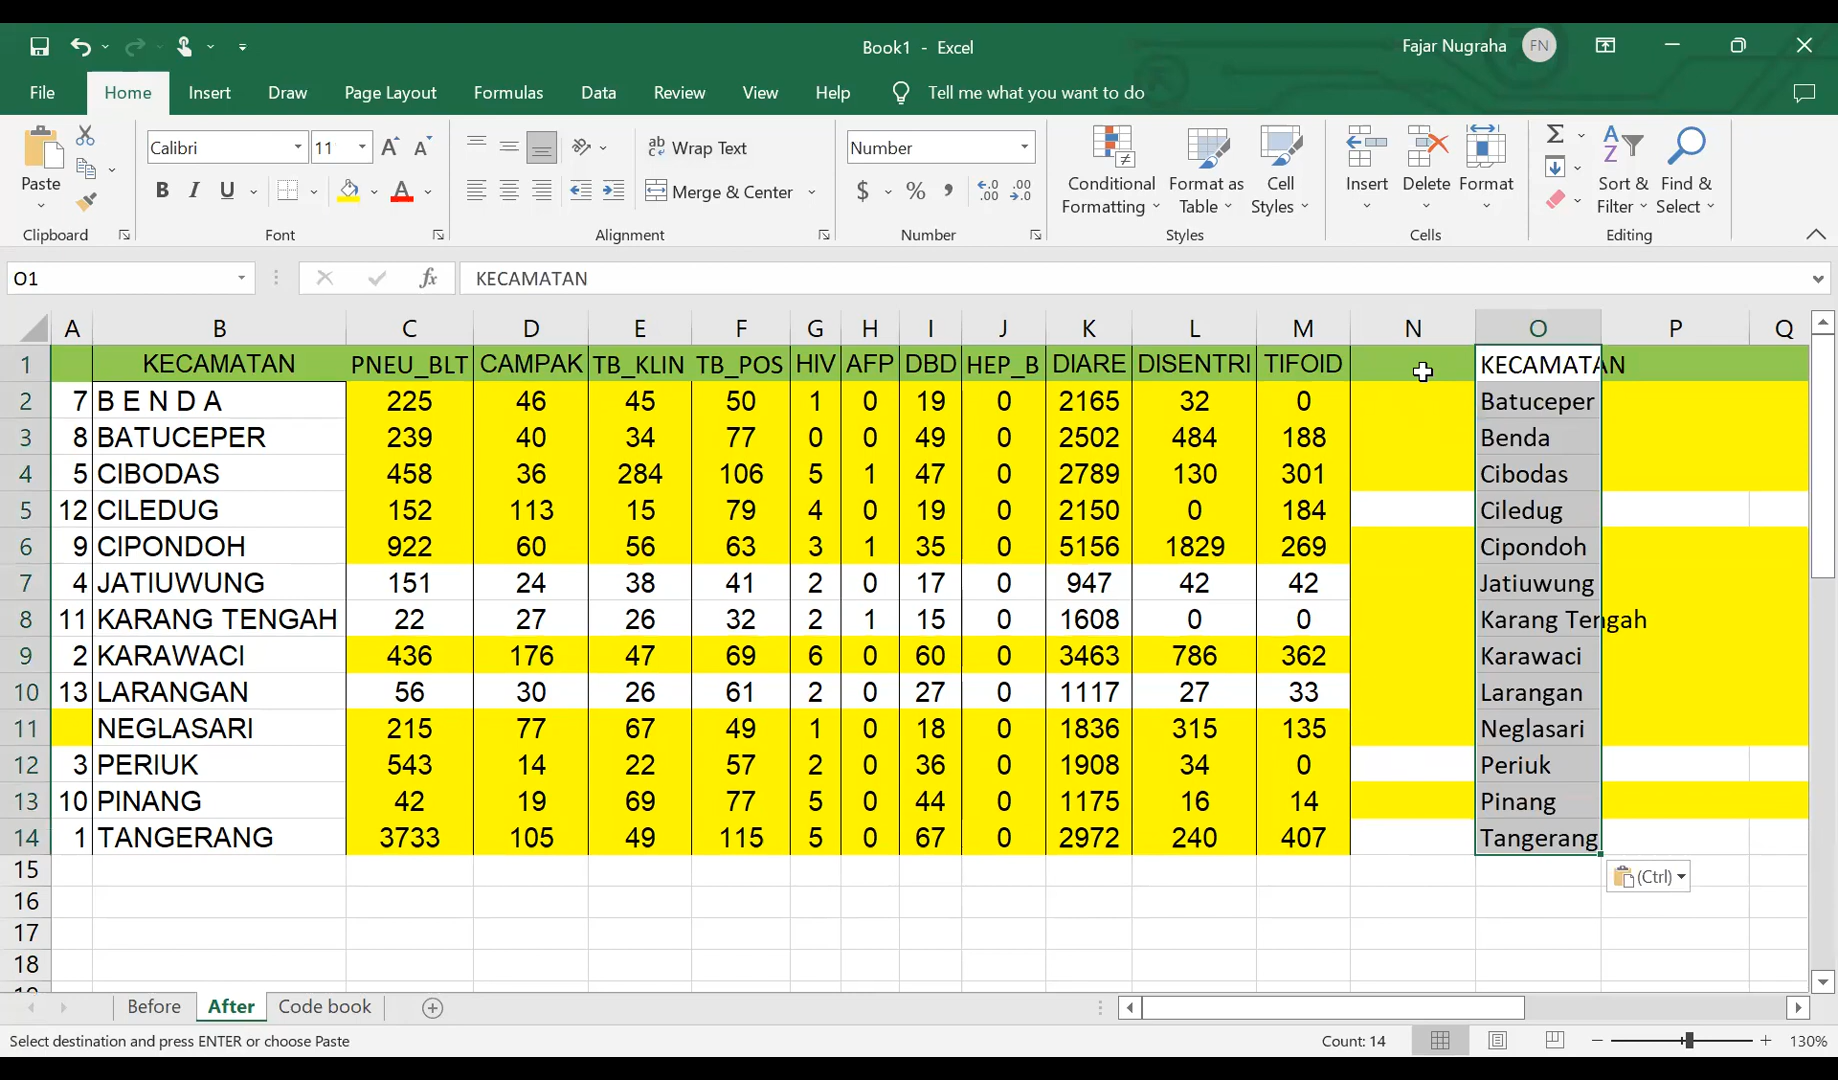 Book1 - Excel
Fajar Nugraha FN
File Home Insert Draw Page Layout Formulas Data Review View Help Tell me what you want to do
Calibri 11 Wrap Text Number
Paste B I U Merge & Center $ % Conditional Formatting Format as Table Cell Styles Insert Delete Format Sort & Filter Find & Select
Clipboard Font Alignment Number Styles Cells Editing
O1 fx KECAMATAN
A B C D E F G H I J K L M N O P Q
1 KECAMATAN PNEU_BLT CAMPAK TB_KLIN TB_POS HIV AFP DBD HEP_B DIARE DISENTRI TIFOID KECAMATAN
2 7 B E N D A 225 46 45 50 1 0 19 0 2165 32 0 Batuceper
3 8 BATUCEPER 239 40 34 77 0 0 49 0 2502 484 188 Benda
4 5 CIBODAS 458 36 284 106 5 1 47 0 2789 130 301 Cibodas
5 12 CILEDUG 152 113 15 79 4 0 19 0 2150 0 184 Ciledug
6 9 CIPONDOH 922 60 56 63 3 1 35 0 5156 1829 269 Cipondoh
7 4 JATIUWUNG 151 24 38 41 2 0 17 0 947 42 42 Jatiuwung
8 11 KARANG TENGAH 22 27 26 32 2 1 15 0 1608 0 0 Karang Tengah
9 2 KARAWACI 436 176 47 69 6 0 60 0 3463 786 362 Karawaci
10 13 LARANGAN 56 30 26 61 2 0 27 0 1117 27 33 Larangan
11 NEGLASARI 215 77 67 49 1 0 18 0 1836 315 135 Neglasari
12 3 PERIUK 543 14 22 57 2 0 36 0 1908 34 0 Periuk
13 10 PINANG 42 19 69 77 5 0 44 0 1175 16 14 Pinang
14 1 TANGERANG 3733 105 49 115 5 0 67 0 2972 240 407 Tangerang
15 (Ctrl)
16
17
18
Before After Code book
Select destination and press ENTER or choose Paste Count: 14 130%